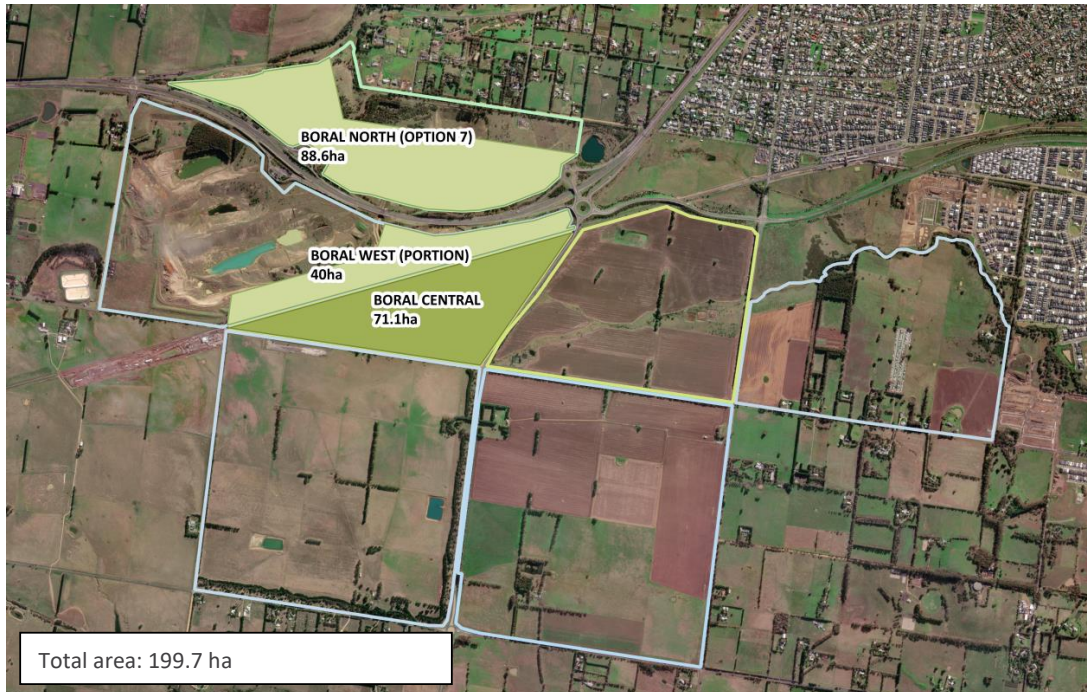 BORAL NORTH (OPTION 7)
88.6ha
BORAL WEST (PORTION)
40ha
BORAL CENTRAL
71.1ha
Total area: 199.7 ha